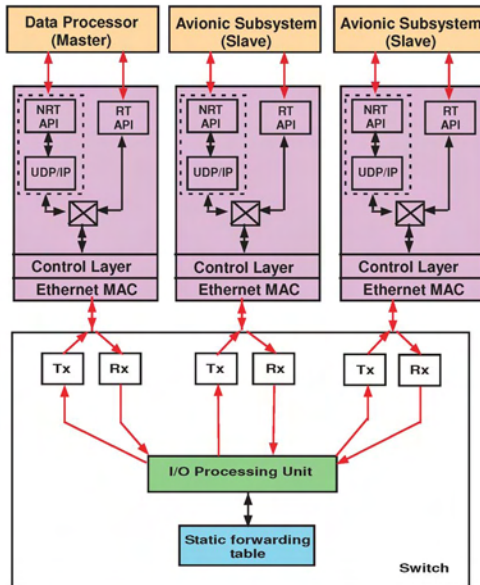 Data Processor
(Master)
Avionic Subsystem
(Slave)
Avionic Subsystem
(Slave)
NRT
API
RT
API
UDP/IP
Control Layer
Ethernet MAC
NRT
API
RT
API
UDP/IP
Control Layer
Ethernet MAC
NRT
API
RT
API
UDP/IP
Control Layer
Ethernet MAC
Tx
Rx
Tx
Rx
Tx
Rx
I/O Processing Unit
Static forwarding
table
Switch